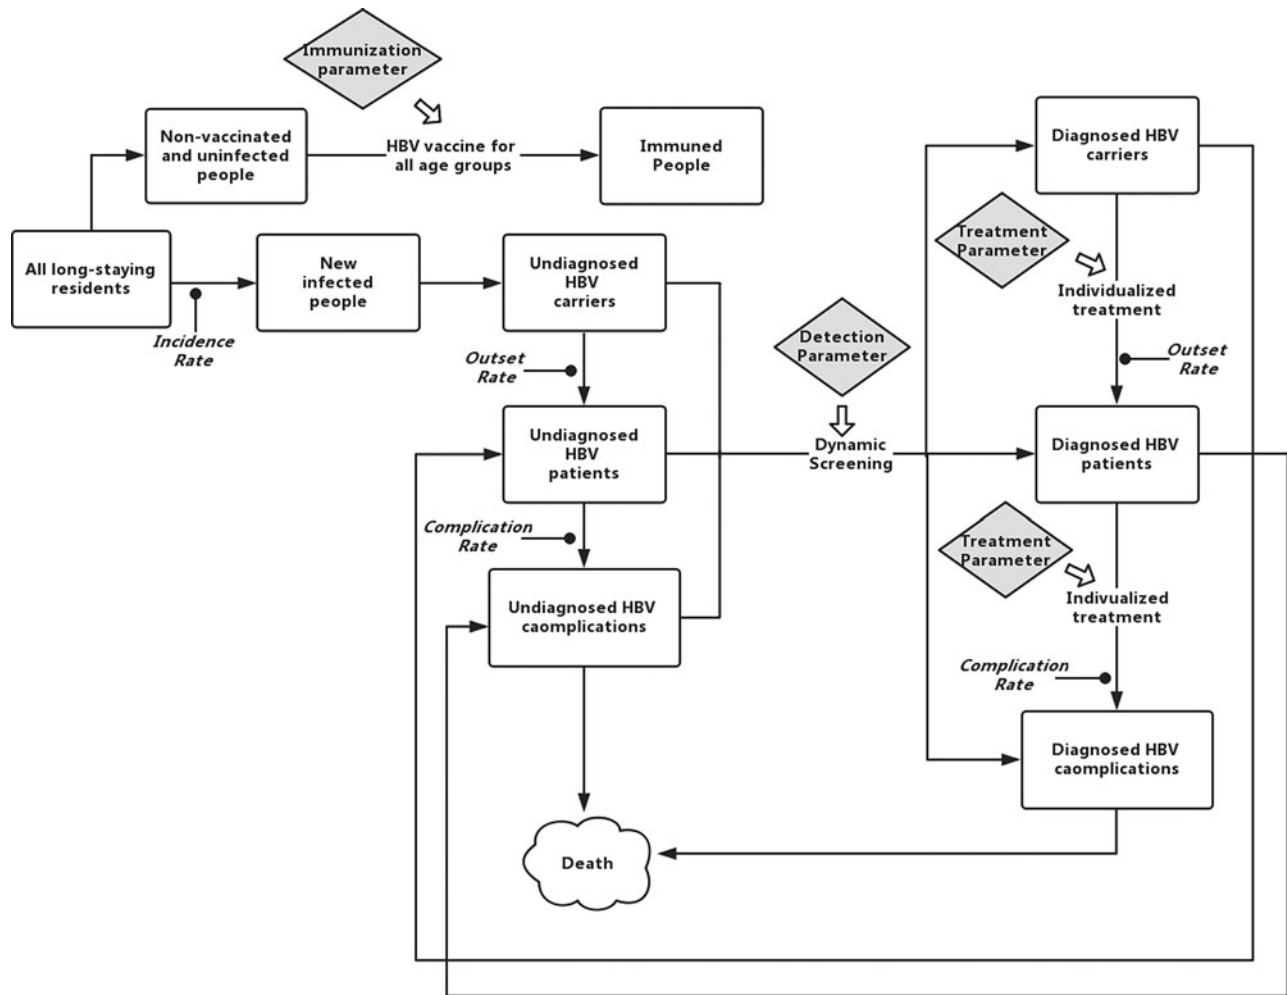 Immunization
parameter
Non-vaccinated
and uninfected
people
HBV vaccine for
all age groups
Immuned
People
Diagnosed HBV
carriers
All long-staying
residents
Incidence
Rate
New
infected
people
Undiagnosed
HBV
carriers
Treatment
Parameter
Individualized
treatment
Outset
Rate
Detection
Parameter
Outset
Rate
Undiagnosed
HBV
patients
Dynamic
Screening
Diagnosed HBV
patients
Complication
Rate
Treatment
Parameter
Indivualized
treatment
Undiagnosed HBV
caomplications
Complication
Rate
Diagnosed HBV
caomplications
Death